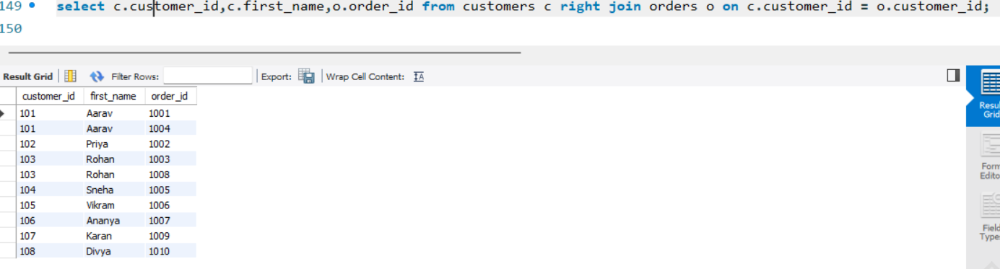 149 select c.customer_id,c.first_name,o.order_id from customers c right join orders o on c.customer_id = o.customer_id;
150
Result Grid Filter Rows: Export: Wrap Cell Content:
customer_id first_name order_id
101 Aarav 1001
101 Aarav 1004
102 Priya 1002
103 Rohan 1003
103 Rohan 1008
104 Sneha 1005
105 Vikram 1006
106 Ananya 1007
107 Karan 1009
108 Divya 1010
Resul
Grid
Form
Edito
Field
Types